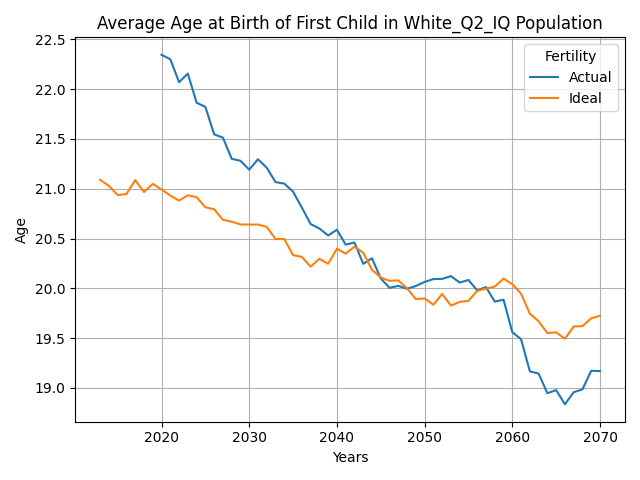 Average Age at Birth of First Child in White_Q2_IQ Population
22.5
22.0
21.5
21.0
20.5
20.0
19.5
19.0
Age
Fertility
Actual
Ideal
2020 2030 2040 2050 2060 2070
Years